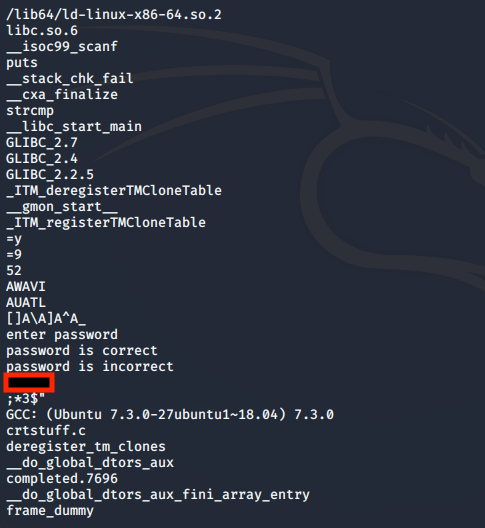 /lib64/ld-linux-x86-64.so.2
libc.so.6
__isoc99_scanf
puts
__stack_chk_fail
__cxa_finalize
strcmp
__libc_start_main
GLIBC_2.7
GLIBC_2.4
GLIBC_2.2.5
_ITM_deregisterTMCloneTable
__gmon_start__
_ITM_registerTMCloneTable
=y
=9
52
AWAVI
AUATL
[]A\A]A^A_
enter password
password is correct
password is incorrect
;*3$"
GCC: (Ubuntu 7.3.0-27ubuntu1~18.04) 7.3.0
crtstuff.c
deregister_tm_clones
__do_global_dtors_aux
completed.7696
__do_global_dtors_aux_fini_array_entry
frame_dummy